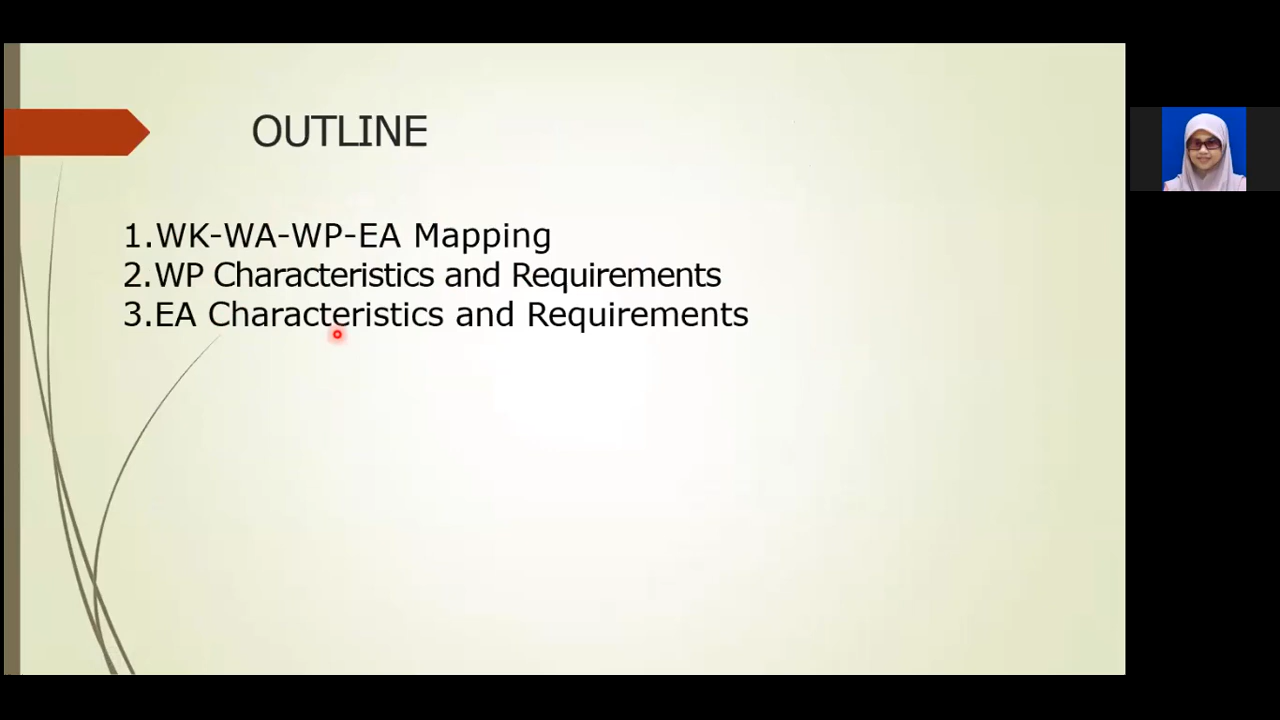 OUTLINE
1.WK-WA-WP-EA Mapping
2.WP Characteristics and Requirements
3.EA Characteristics and Requirements